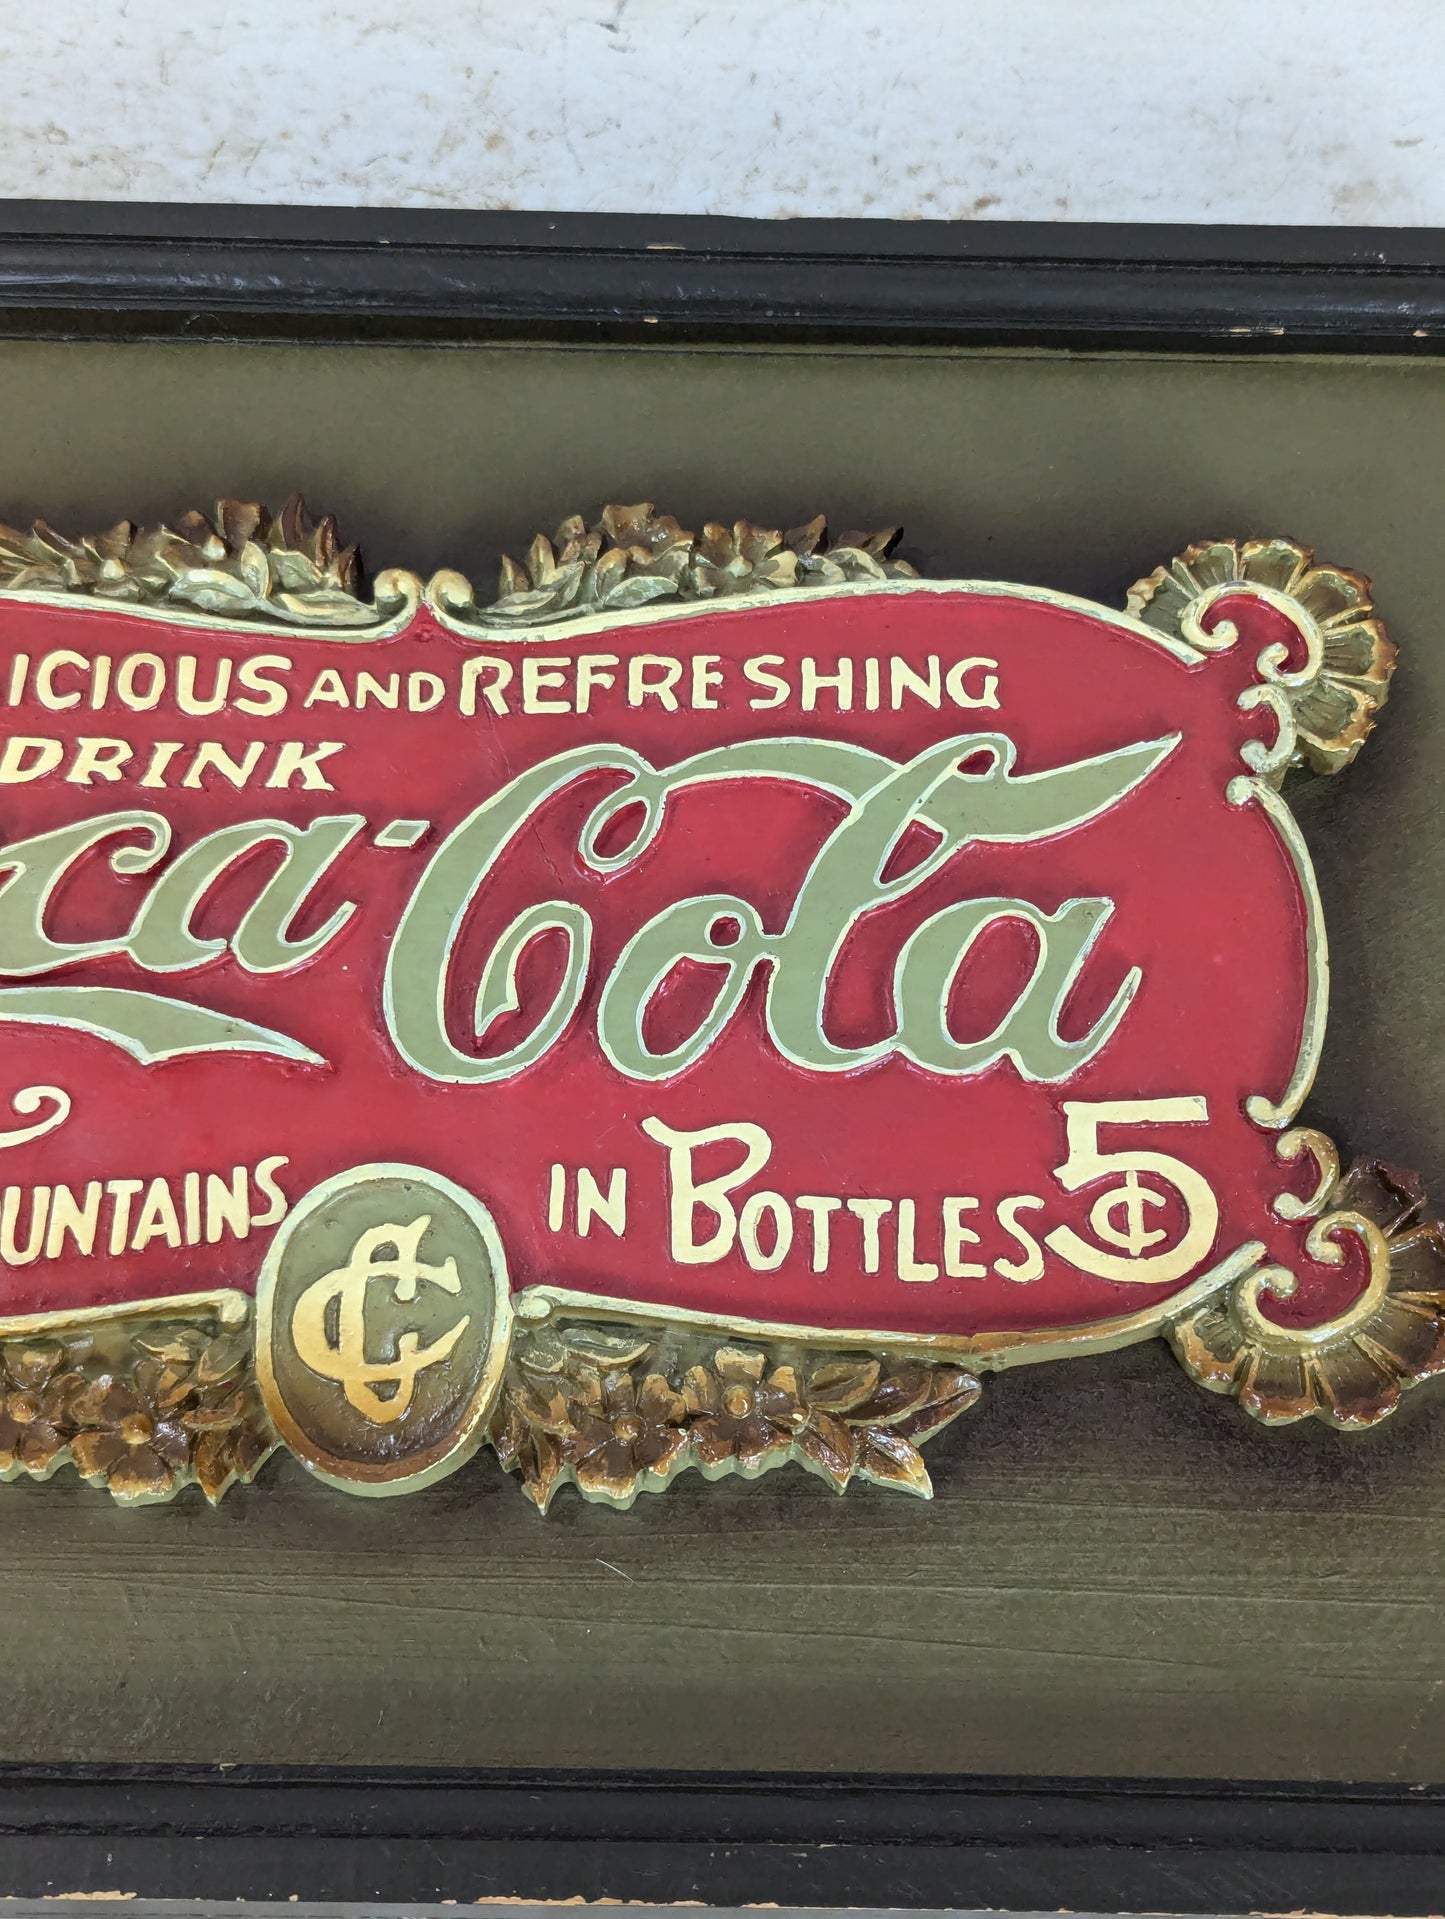 ICIOUS AND REFRESHING
DRINK
ca-Cola
UNTAINS
IN BOTTLES 5¢
CC